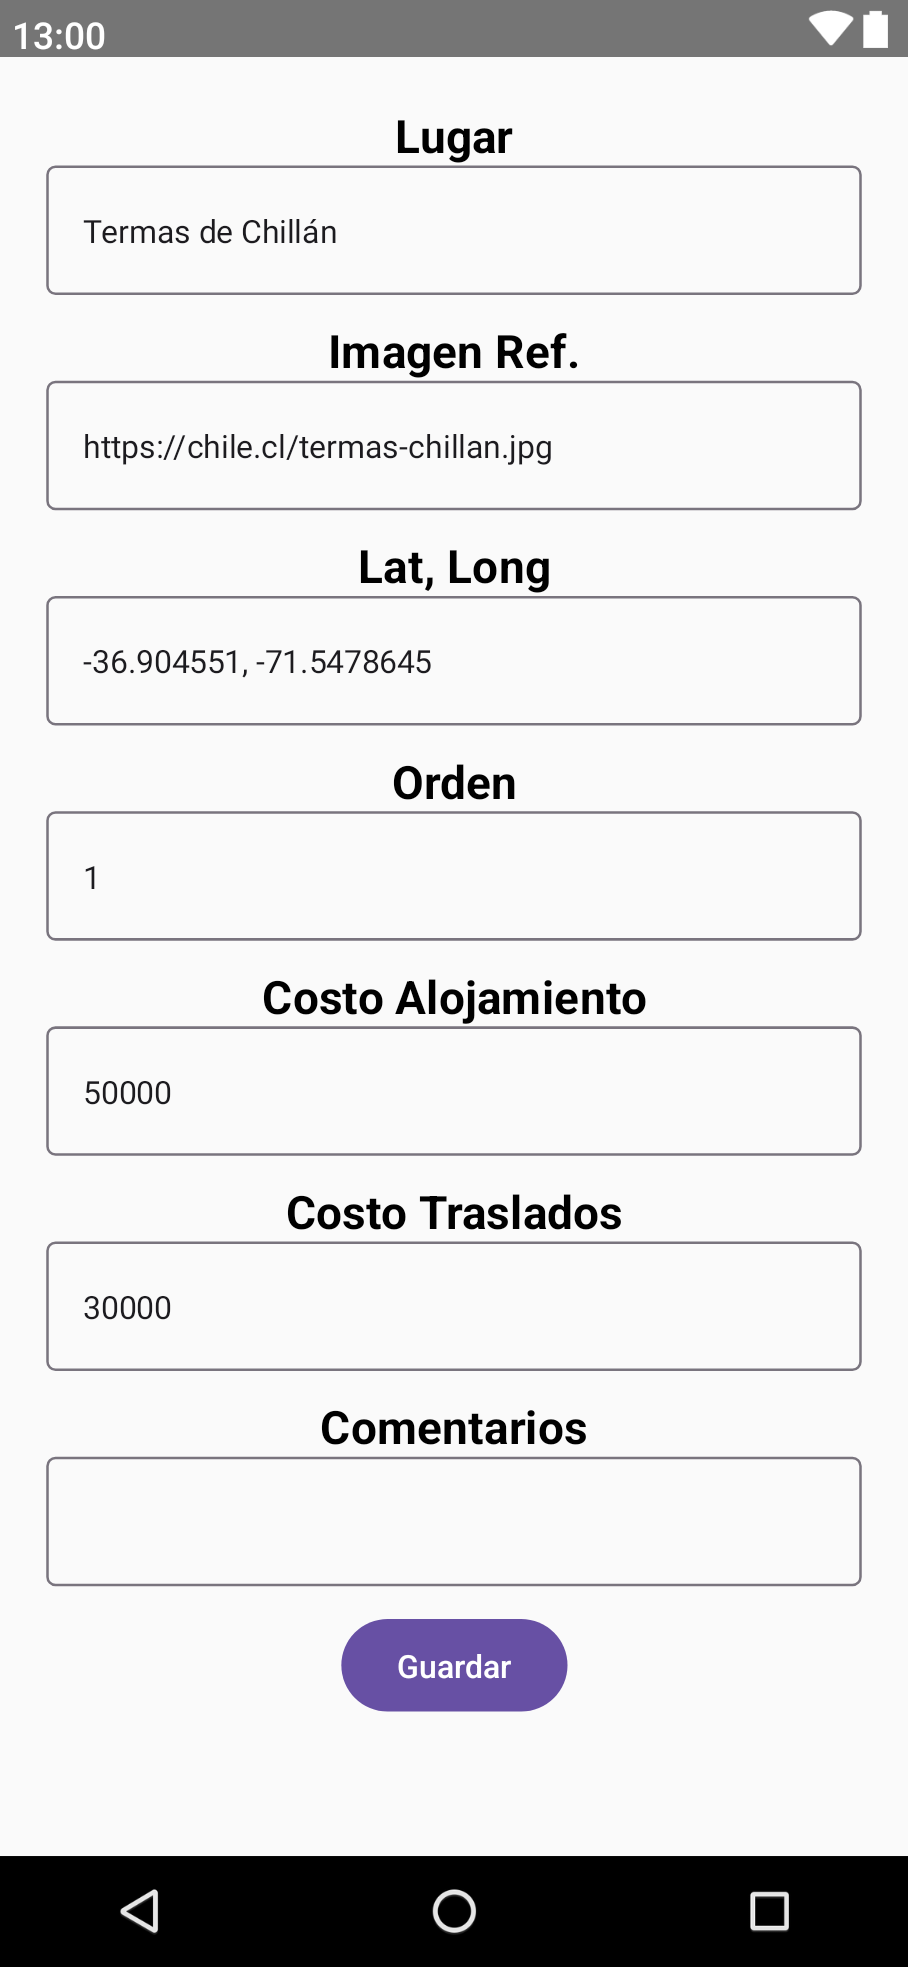 13:00
Lugar
Termas de Chillán
Imagen Ref.
https://chile.cl/termas-chillan.jpg
Lat, Long
-36.904551, -71.5478645
Orden
1
Costo Alojamiento
50000
Costo Traslados
30000
Comentarios
Guardar